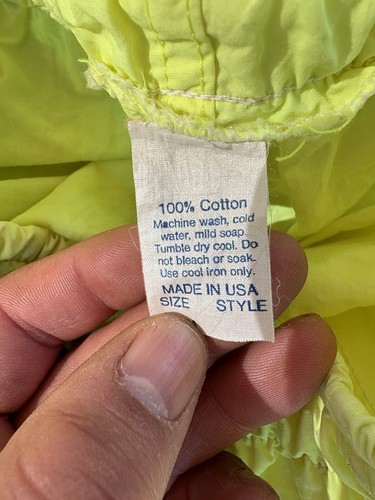 100% Cotton
Machine wash, cold
water, mild soap.
Tumble dry cool. Do
not bleach or soak.
Use cool iron only.
MADE IN USA
SIZE STYLE